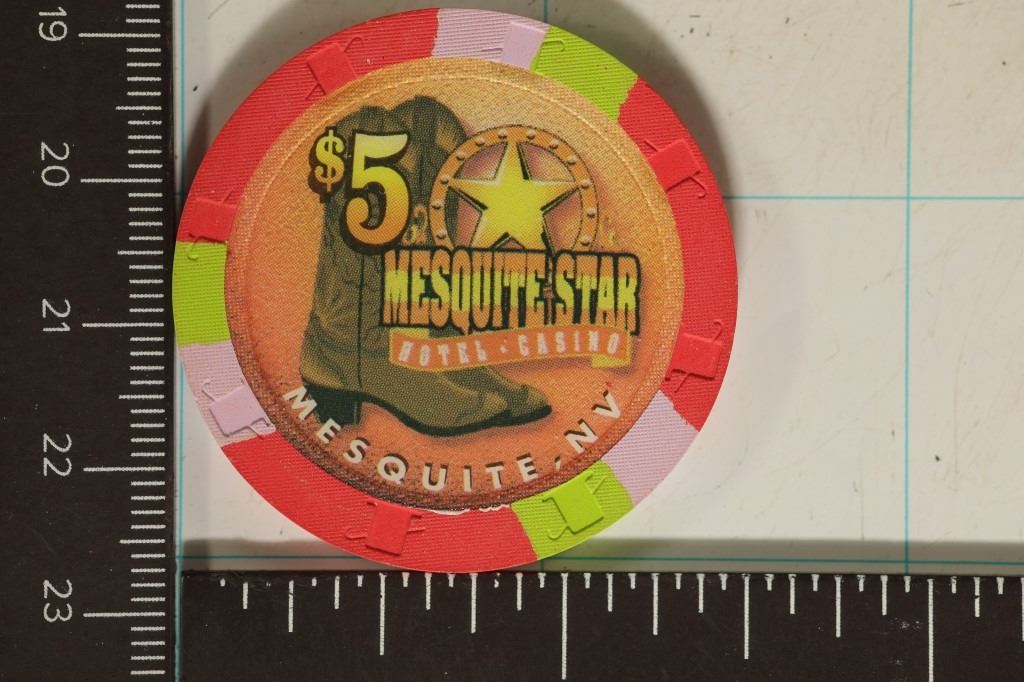 19
20
21
22
23
$5
MESQUITE STAR
HOTEL • CASINO
MESQUITE, NV